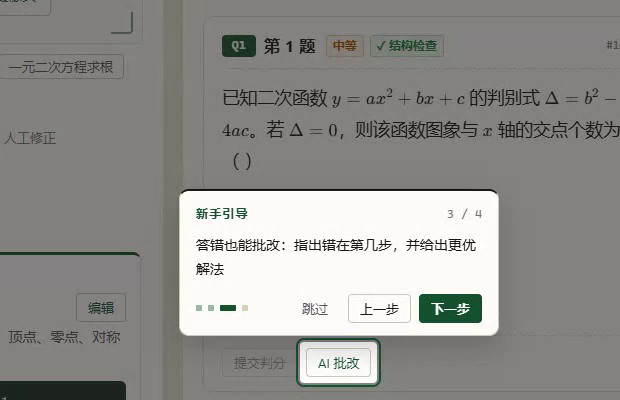 一元二次方程求根
人工修正
编辑
顶点、零点、对称
Q1 第 1 题 中等 ✓ 结构检查 #1
已知二次函数 y = ax² + bx + c 的判别式 Δ = b² −
4ac。若 Δ = 0，则该函数图象与 x 轴的交点个数为
（ ）
新手引导 3 / 4
答错也能批改：指出错在第几步，并给出更优
解法
跳过 上一步 下一步
提交判分 AI 批改